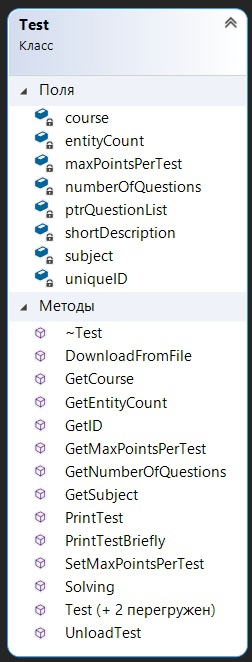 Test
Класс
Поля
course
entityCount
maxPointsPerTest
numberOfQuestions
ptrQuestionList
shortDescription
subject
uniqueID
Методы
~Test
DownloadFromFile
GetCourse
GetEntityCount
GetID
GetMaxPointsPerTest
GetNumberOfQuestions
GetSubject
PrintTest
PrintTestBriefly
SetMaxPointsPerTest
Solving
Test (+ 2 перегружен)
UnloadTest